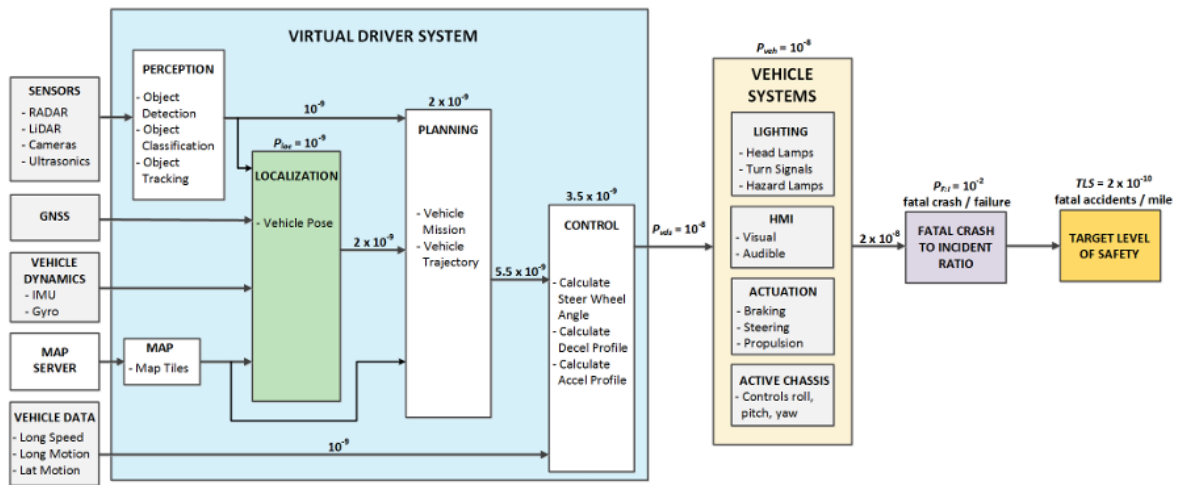 VIRTUAL DRIVER SYSTEM
SENSORS
- RADAR
- LiDAR
- Cameras
- Ultrasonics
GNSS
VEHICLE
DYNAMICS
- IMU
- Gyro
MAP
SERVER
VEHICLE DATA
- Long Speed
- Long Motion
- Lat Motion
PERCEPTION
- Object
Detection
- Object
Classification
- Object
Tracking
MAP
- Map Tiles
10⁻⁹
P_loc = 10⁻⁹
LOCALIZATION
- Vehicle Pose
2 x 10⁻⁹
10⁻⁹
2 x 10⁻⁹
PLANNING
- Vehicle
Mission
- Vehicle
Trajectory
5.5 x 10⁻⁹
3.5 x 10⁻⁹
CONTROL
- Calculate
Steer Wheel
Angle
- Calculate
Decel Profile
- Calculate
Accel Profile
P_vds = 10⁻⁸
P_veh = 10⁻⁸
VEHICLE
SYSTEMS
LIGHTING
- Head Lamps
- Turn Signals
- Hazard Lamps
HMI
- Visual
- Audible
ACTUATION
- Braking
- Steering
- Propulsion
ACTIVE CHASSIS
- Controls roll,
pitch, yaw
2 x 10⁻⁸
P_F:I = 10⁻²
fatal crash / failure
FATAL CRASH
TO INCIDENT
RATIO
TLS = 2 x 10⁻¹⁰
fatal accidents / mile
TARGET LEVEL
OF SAFETY